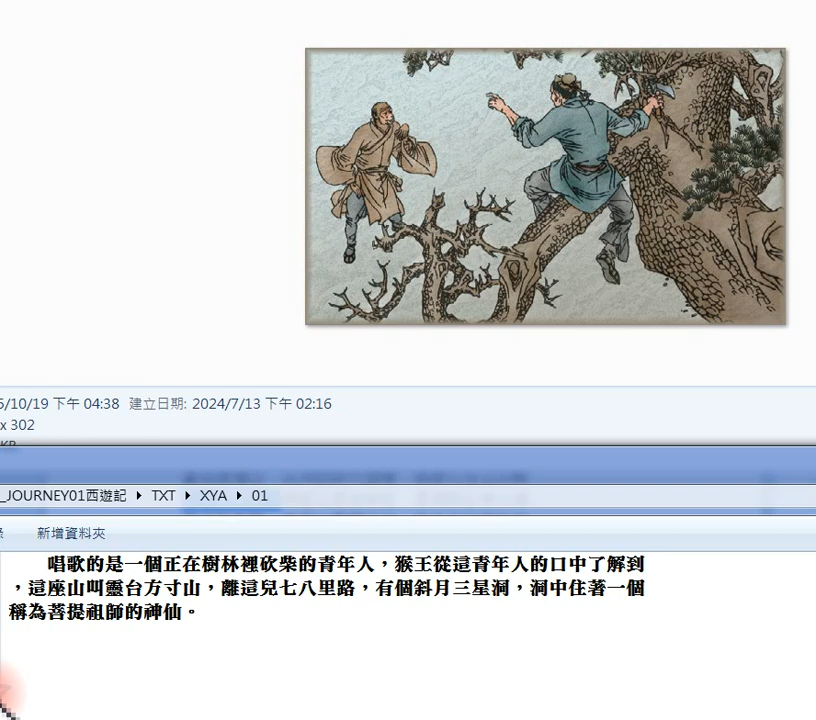 5/10/19 下午 04:38 建立日期: 2024/7/13 下午 02:16
x 302
KB
_JOURNEY01西遊記 TXT XYA 01
新增資料夾
唱歌的是一個正在樹林裡砍柴的青年人，猴王從這青年人的口中了解到
，這座山叫靈台方寸山，離這兒七八里路，有個斜月三星洞，洞中住著一個
稱為菩提祖師的神仙。